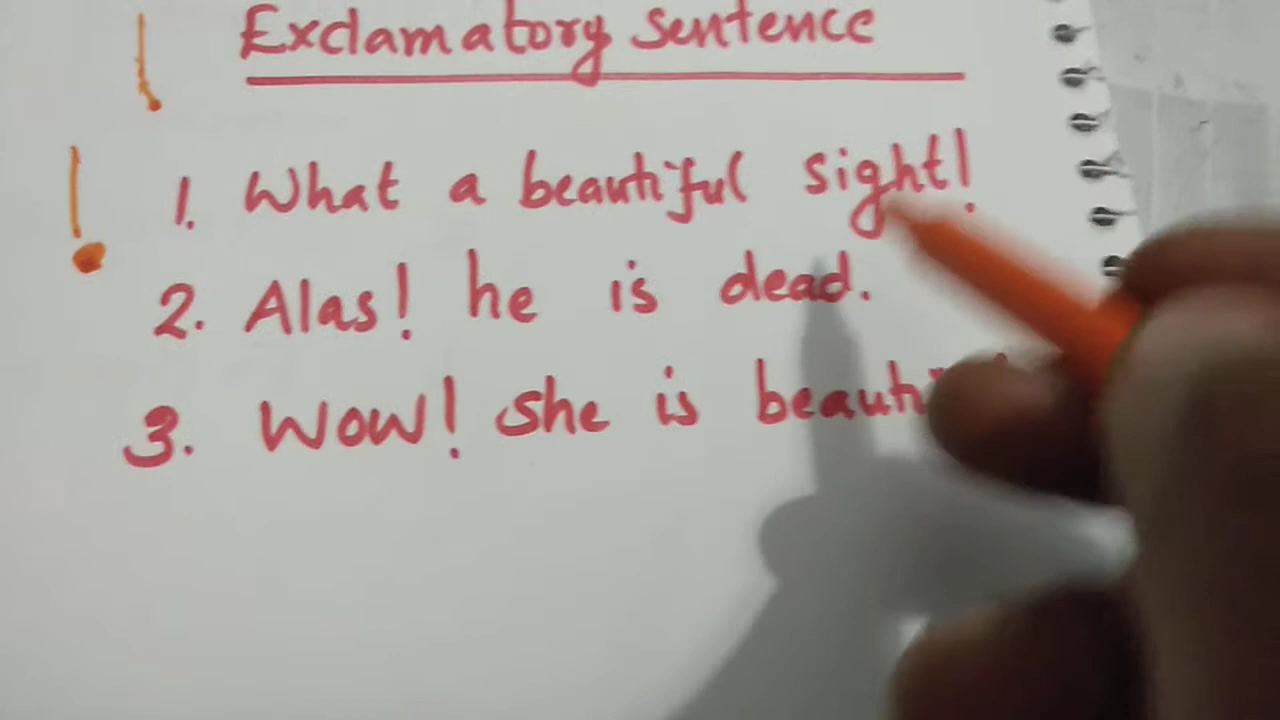 ! Exclamatory Sentence
! 1. What a beautiful sight!
2. Alas! he is dead.
3. Wow! She is